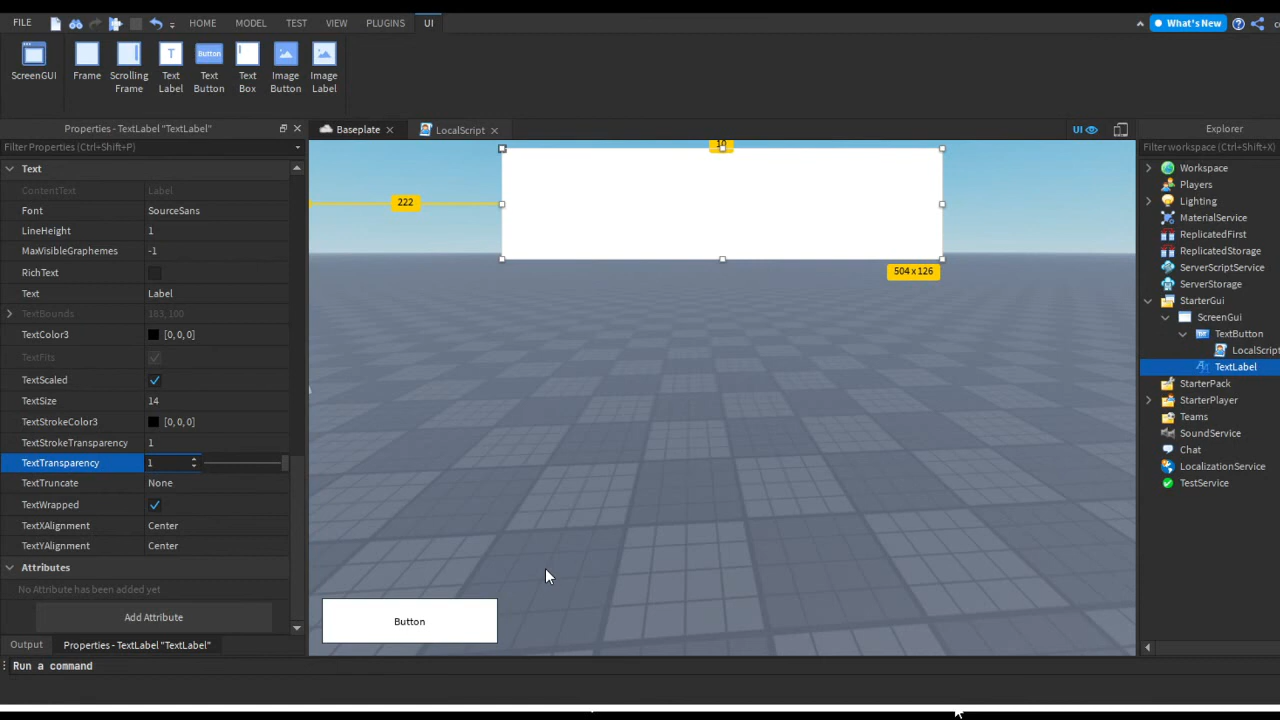 FILE HOME MODEL TEST VIEW PLUGINS UI What's New
ScreenGUI Frame Scrolling Frame Text Label Button Text Button Text Box Image Button Image Label
Properties - TextLabel "TextLabel" Baseplate LocalScript UI Explorer
Filter Properties (Ctrl+Shift+P) Filter workspace (Ctrl+Shift+X)
Text
ContentText Label
Font SourceSans
LineHeight 1
MaxVisibleGraphemes -1
RichText
Text Label
TextBounds 183, 100
TextColor3 [0, 0, 0]
TextFits
TextScaled
TextSize 14
TextStrokeColor3 [0, 0, 0]
TextStrokeTransparency 1
TextTransparency 1
TextTruncate None
TextWrapped
TextXAlignment Center
TextYAlignment Center
Attributes
No Attribute has been added yet
Add Attribute
Output Properties - TextLabel "TextLabel"
Run a command
10
222
504 x 126
Button
Workspace
Players
Lighting
MaterialService
ReplicatedFirst
ReplicatedStorage
ServerScriptService
ServerStorage
StarterGui
ScreenGui
TextButton
LocalScript
TextLabel
StarterPack
StarterPlayer
Teams
SoundService
Chat
LocalizationService
TestService